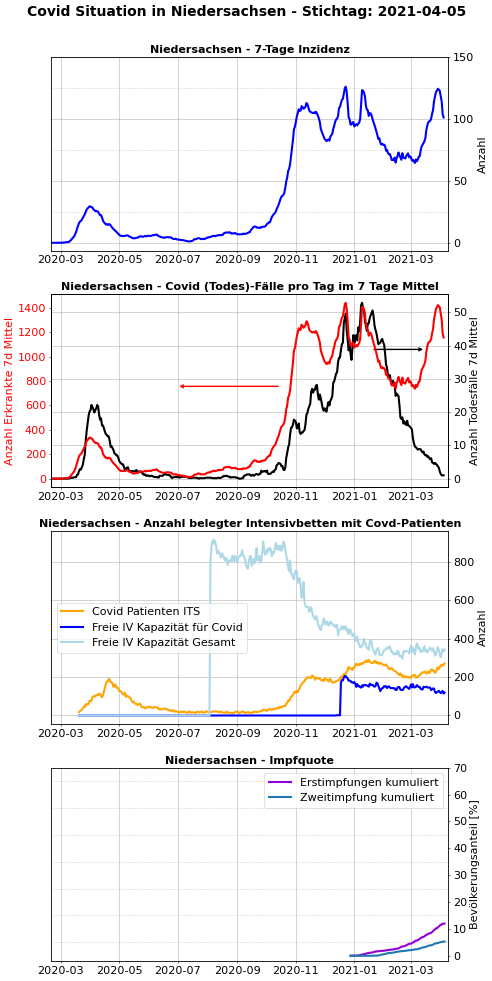 Covid Situation in Niedersachsen - Stichtag: 2021-04-05
Niedersachsen - 7-Tage Inzidenz
150
100
50
0
Anzahl
2020-03 2020-05 2020-07 2020-09 2020-11 2021-01 2021-03
Niedersachsen - Covid (Todes)-Fälle pro Tag im 7 Tage Mittel
Anzahl Erkrankte 7d Mittel
1400
1200
1000
800
600
400
200
0
50
40
30
20
10
0
Anzahl Todesfälle 7d Mittel
2020-03 2020-05 2020-07 2020-09 2020-11 2021-01 2021-03
Niedersachsen - Anzahl belegter Intensivbetten mit Covd-Patienten
Covid Patienten ITS
Freie IV Kapazität für Covid
Freie IV Kapazität Gesamt
800
600
400
200
0
Anzahl
2020-03 2020-05 2020-07 2020-09 2020-11 2021-01 2021-03
Niedersachsen - Impfquote
Erstimpfungen kumuliert
Zweitimpfung kumuliert
70
60
50
40
30
20
10
0
Bevölkerungsanteil [%]
2020-03 2020-05 2020-07 2020-09 2020-11 2021-01 2021-03